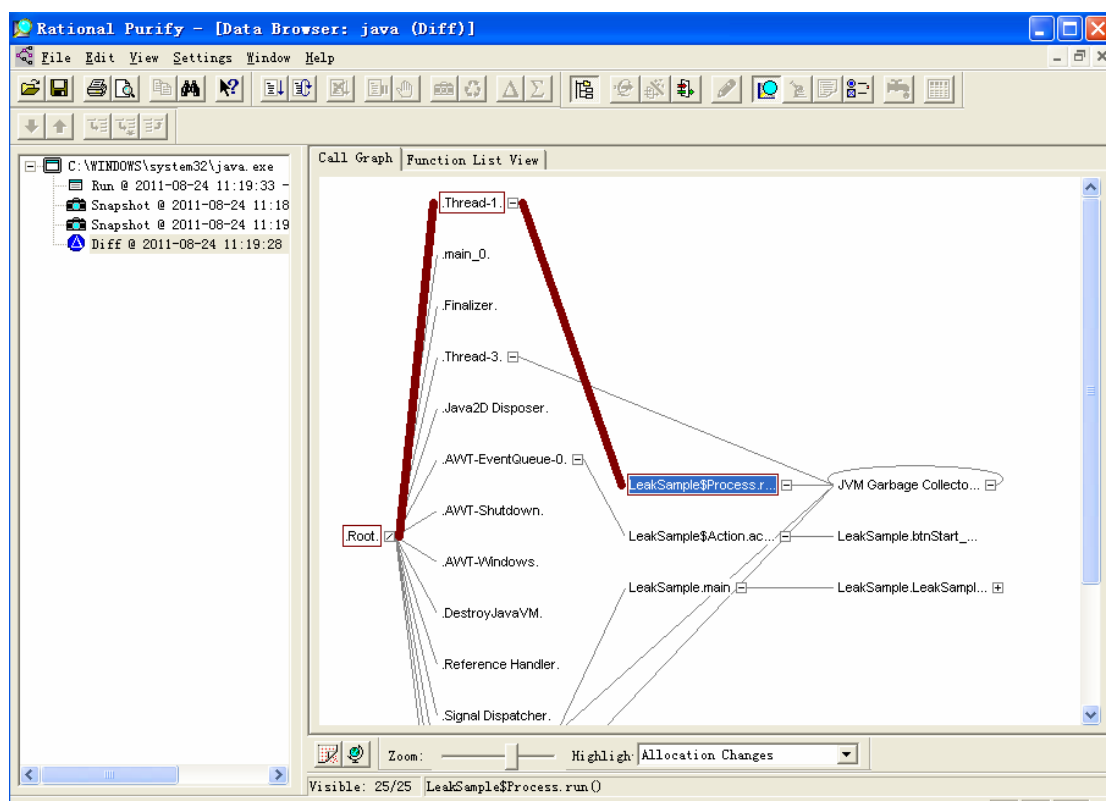 Rational Purify - [Data Browser: java (Diff)]
File Edit View Settings Window Help
C:\WINDOWS\system32\java.exe
Run @ 2011-08-24 11:19:33 -
Snapshot @ 2011-08-24 11:18
Snapshot @ 2011-08-24 11:19
Diff @ 2011-08-24 11:19:28
Call Graph Function List View
.Thread-1.
.main_0.
.Finalizer.
.Thread-3.
.Java2D Disposer.
.AWT-EventQueue-0.
LeakSample$Process.r... JVM Garbage Collecto...
.AWT-Shutdown.
.Root. LeakSample$Action.ac... LeakSample.btnStart_...
.AWT-Windows.
LeakSample.main LeakSample.LeakSampl...
.DestroyJavaVM.
.Reference Handler.
.Signal Dispatcher.
Zoom: Highligh Allocation Changes
Visible: 25/25 LeakSample$Process.run()